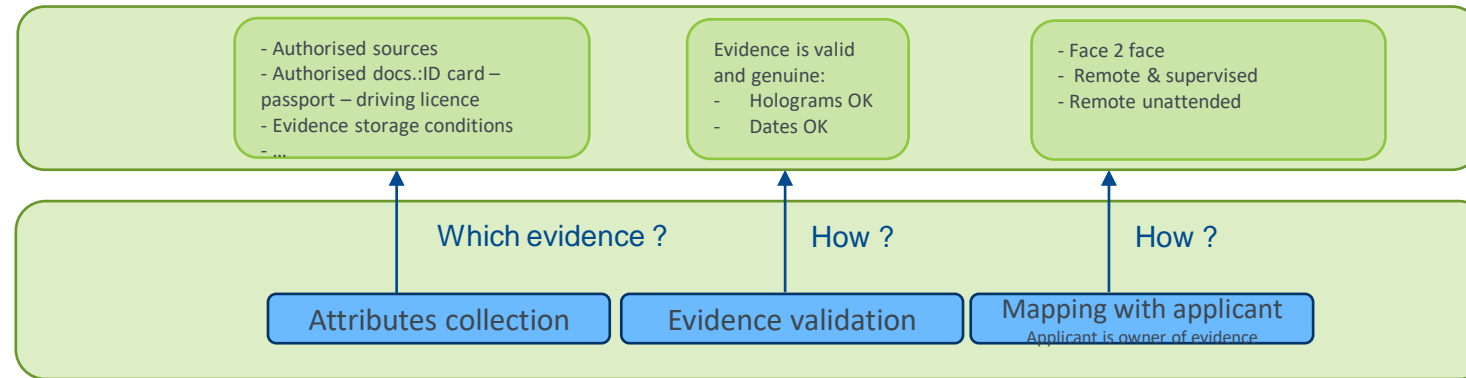 - Authorised sources
- Authorised docs.:ID card –
passport – driving licence
- Evidence storage conditions
- ...
Evidence is valid
and genuine:
- Holograms OK
- Dates OK
- Face 2 face
- Remote & supervised
- Remote unattended
Which evidence ?
How ?
How ?
Attributes collection
Evidence validation
Mapping with applicant
Applicant is owner of evidence